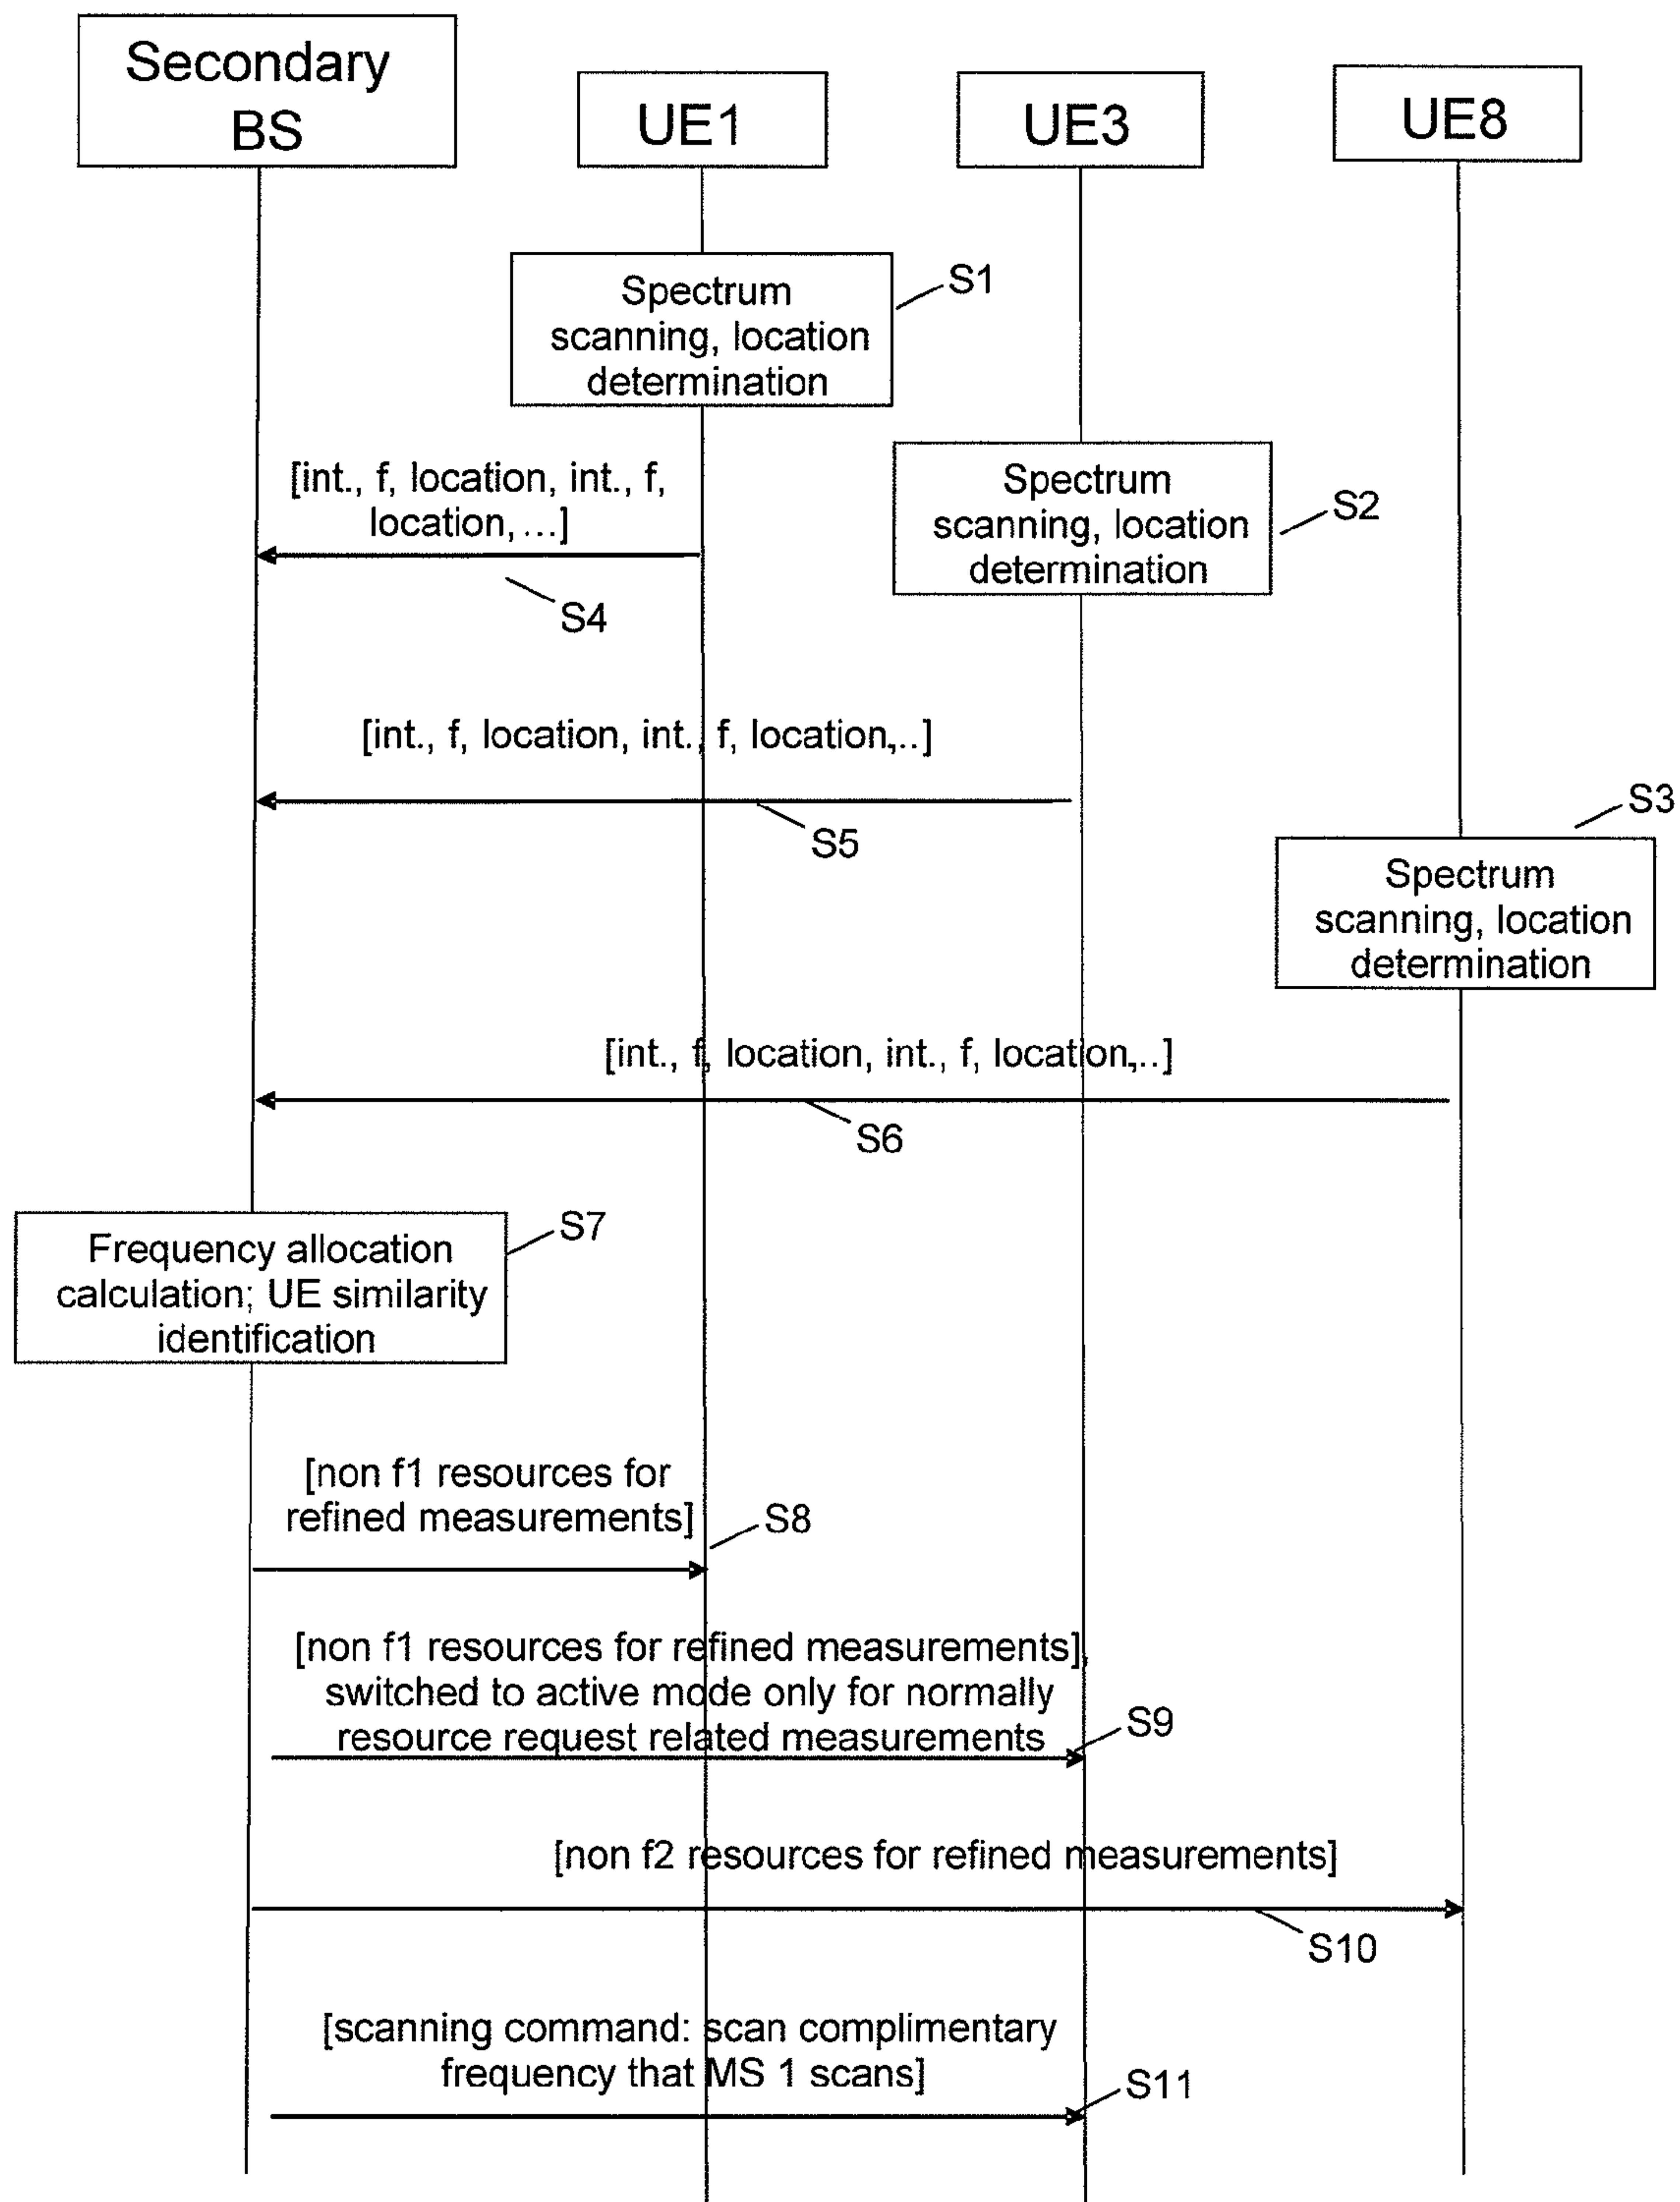 Secondary
BS
UE1
UE3
UE8
Spectrum
scanning, location
determination
S1
[int., f, location, int., f,
location, ...]
S4
Spectrum
scanning, location
determination
S2
[int., f, location, int., f, location,..]
S5
S3
Spectrum
scanning, location
determination
[int., f, location, int., f, location,..]
S6
Frequency allocation
calculation; UE similarity
identification
S7
[non f1 resources for
refined measurements]
S8
[non f1 resources for refined measurements]
switched to active mode only for normally
resource request related measurements
S9
[non f2 resources for refined measurements]
S10
[scanning command: scan complimentary
frequency that MS 1 scans]
S11